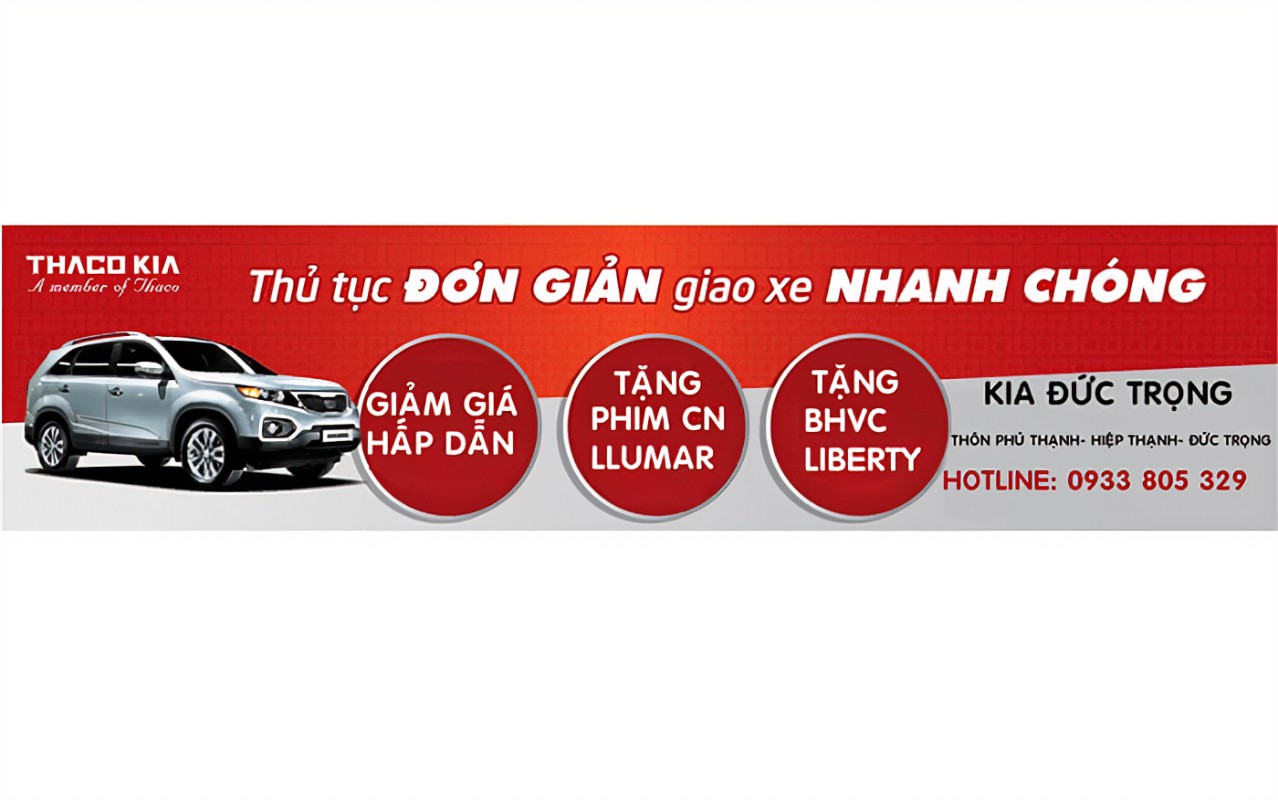 THACO KIA
A member of Thaco
Thủ tục ĐƠN GIẢN giao xe NHANH CHÓNG
GIẢM GIÁ
HẤP DẪN
TẶNG
PHIM CN
LLUMAR
TẶNG
BHVC
LIBERTY
KIA ĐỨC TRỌNG
THÔN PHÚ THẠNH- HIỆP THẠNH- ĐỨC TRỌNG
HOTLINE: 0933 805 329